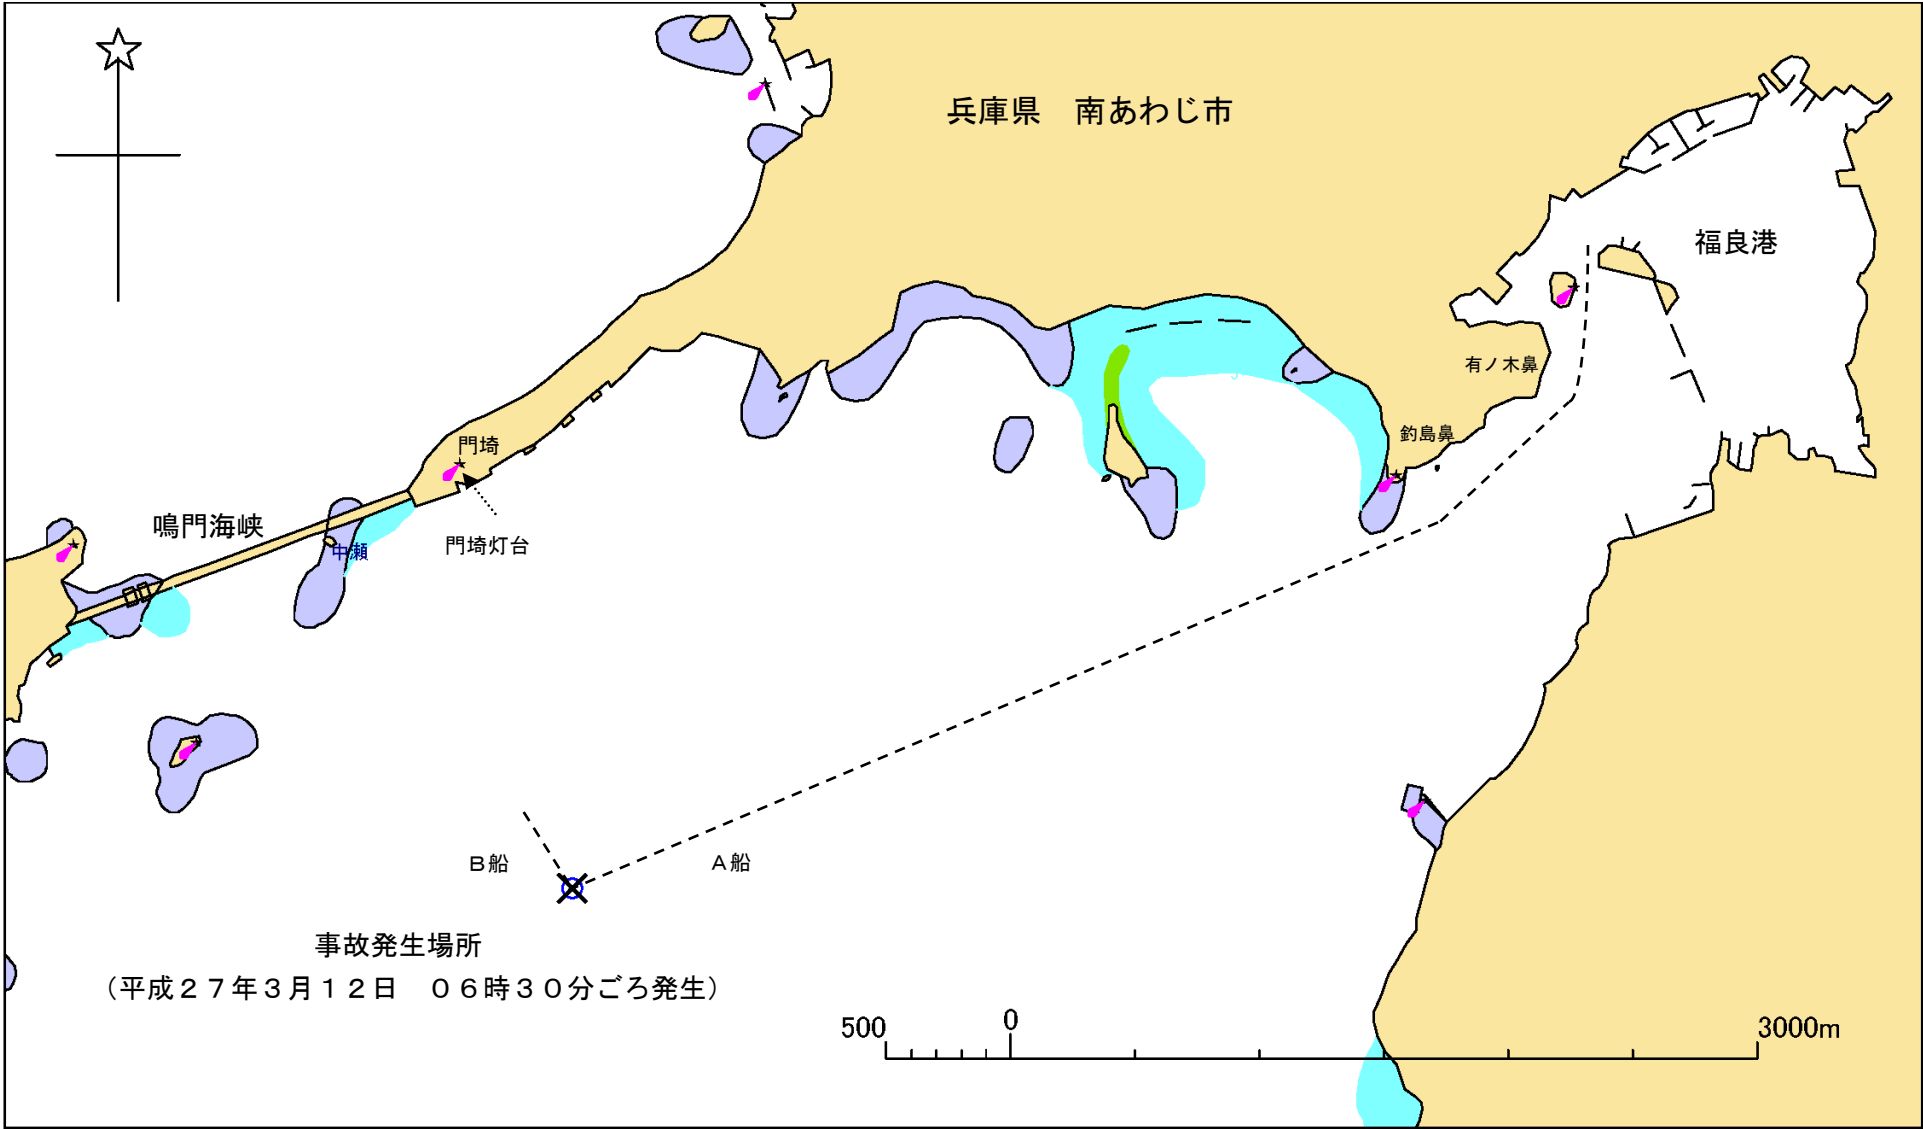 兵庫県　南あわじ市
福良港
有ノ木鼻
釣島鼻
門埼
鳴門海峡
中瀬
門埼灯台
Ｂ船
Ａ船
事故発生場所
（平成２７年３月１２日　０６時３０分ごろ発生）
500
0
3000m